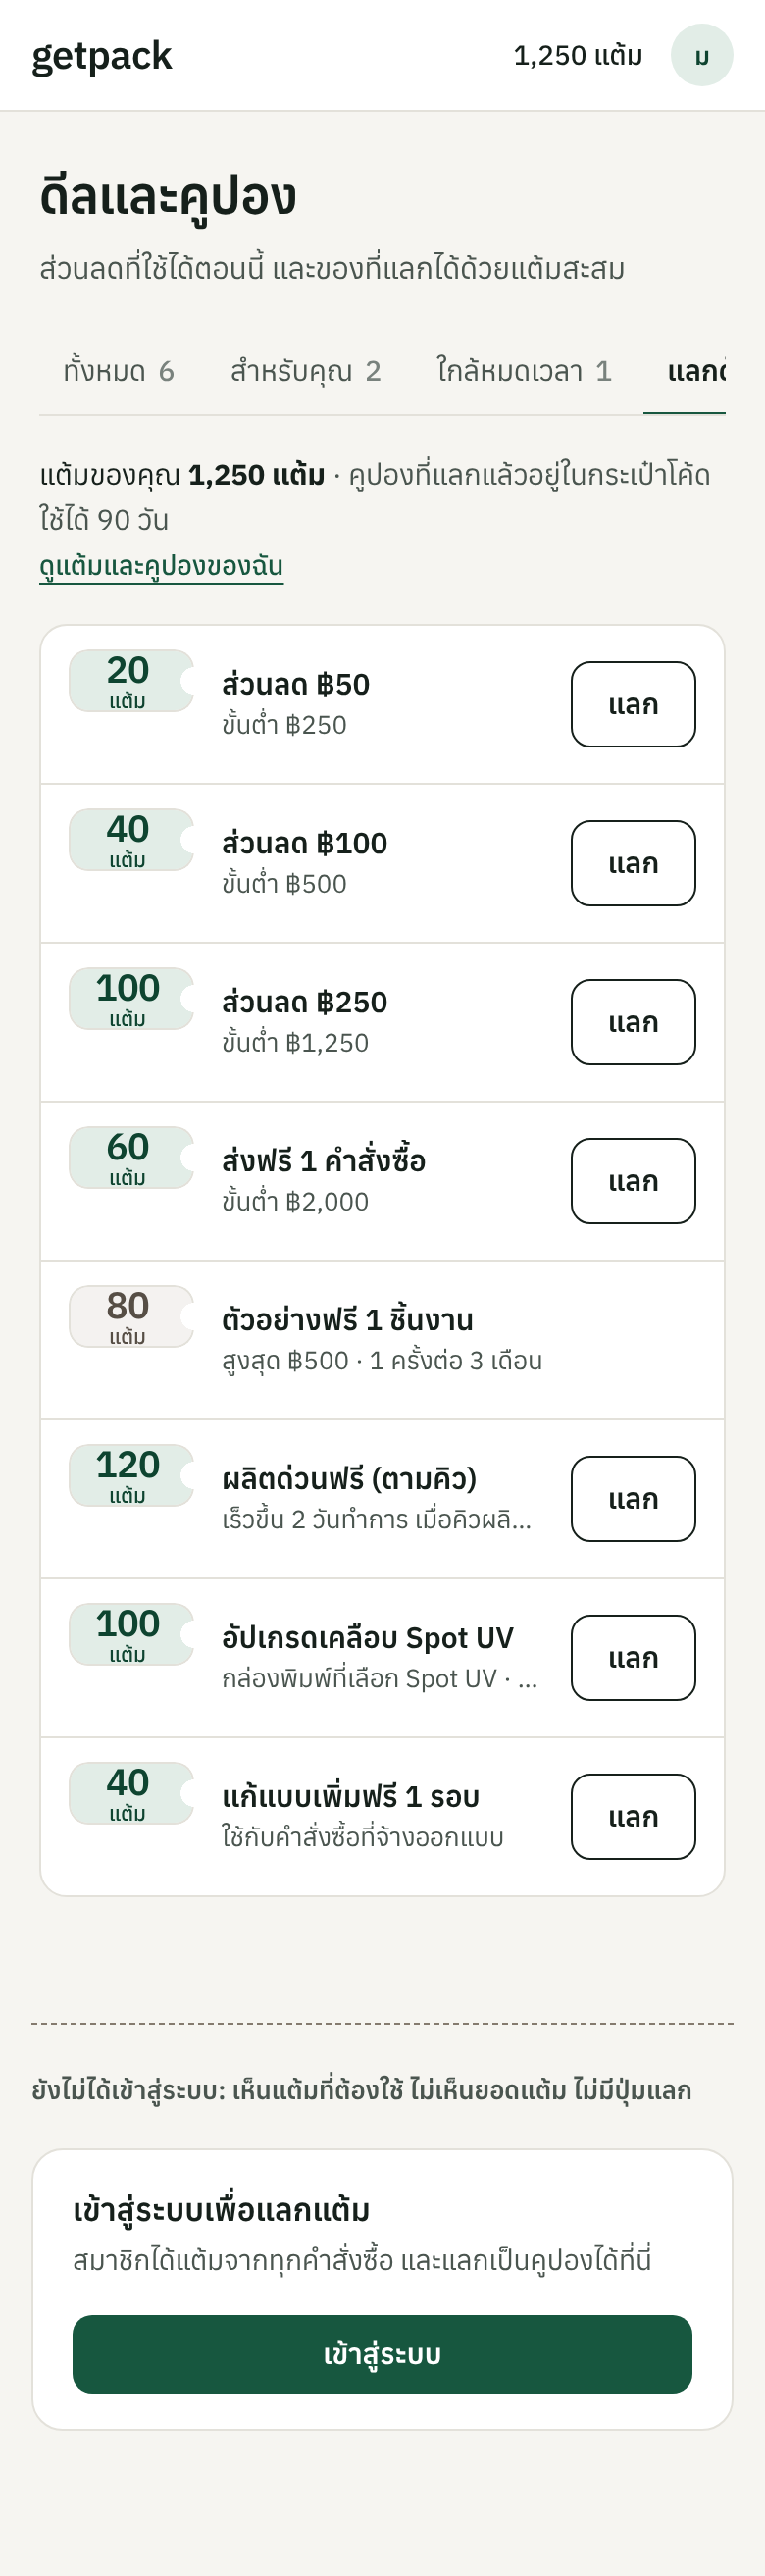 getpack
1,250 แต้ม
ม
ดีลและคูปอง
ส่วนลดที่ใช้ได้ตอนนี้ และของที่แลกได้ด้วยแต้มสะสม
ทั้งหมด 6 สำหรับคุณ 2 ใกล้หมดเวลา 1 แลก
แต้มของคุณ 1,250 แต้ม · คูปองที่แลกแล้วอยู่ในกระเป๋าโค้ด
ใช้ได้ 90 วัน
ดูแต้มและคูปองของฉัน
20
แต้ม
ส่วนลด ฿50
ขั้นต่ำ ฿250
แลก
40
แต้ม
ส่วนลด ฿100
ขั้นต่ำ ฿500
แลก
100
แต้ม
ส่วนลด ฿250
ขั้นต่ำ ฿1,250
แลก
60
แต้ม
ส่งฟรี 1 คำสั่งซื้อ
ขั้นต่ำ ฿2,000
แลก
80
แต้ม
ตัวอย่างฟรี 1 ชิ้นงาน
สูงสุด ฿500 · 1 ครั้งต่อ 3 เดือน
120
แต้ม
ผลิตด่วนฟรี (ตามคิว)
เร็วขึ้น 2 วันทำการ เมื่อคิวผลิ...
แลก
100
แต้ม
อัปเกรดเคลือบ Spot UV
กล่องพิมพ์ที่เลือก Spot UV · ...
แลก
40
แต้ม
แก้แบบเพิ่มฟรี 1 รอบ
ใช้กับคำสั่งซื้อที่จ้างออกแบบ
แลก
ยังไม่ได้เข้าสู่ระบบ: เห็นแต้มที่ต้องใช้ ไม่เห็นยอดแต้ม ไม่มีปุ่มแลก
เข้าสู่ระบบเพื่อแลกแต้ม
สมาชิกได้แต้มจากทุกคำสั่งซื้อ และแลกเป็นคูปองได้ที่นี่
เข้าสู่ระบบ